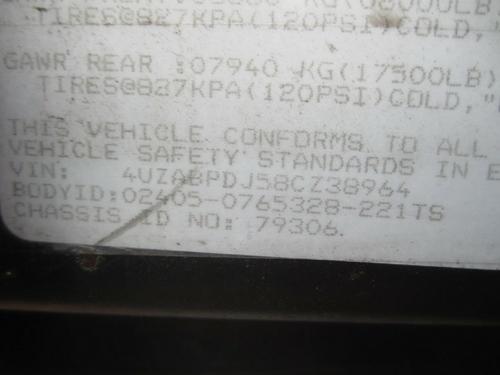 TIRES@827KPA(120PSI)COLD,"
GAWR REAR :07940 KG(17500LB)
TIRES@827KPA(120PSI)COLD,"
THIS VEHICLE CONFORMS TO ALL
VEHICLE SAFETY STANDARDS IN E
VIN: 4UZABPDJ58CZ38964
BODYID:02405-0765328-221TS
CHASSIS ID NO: 79306.